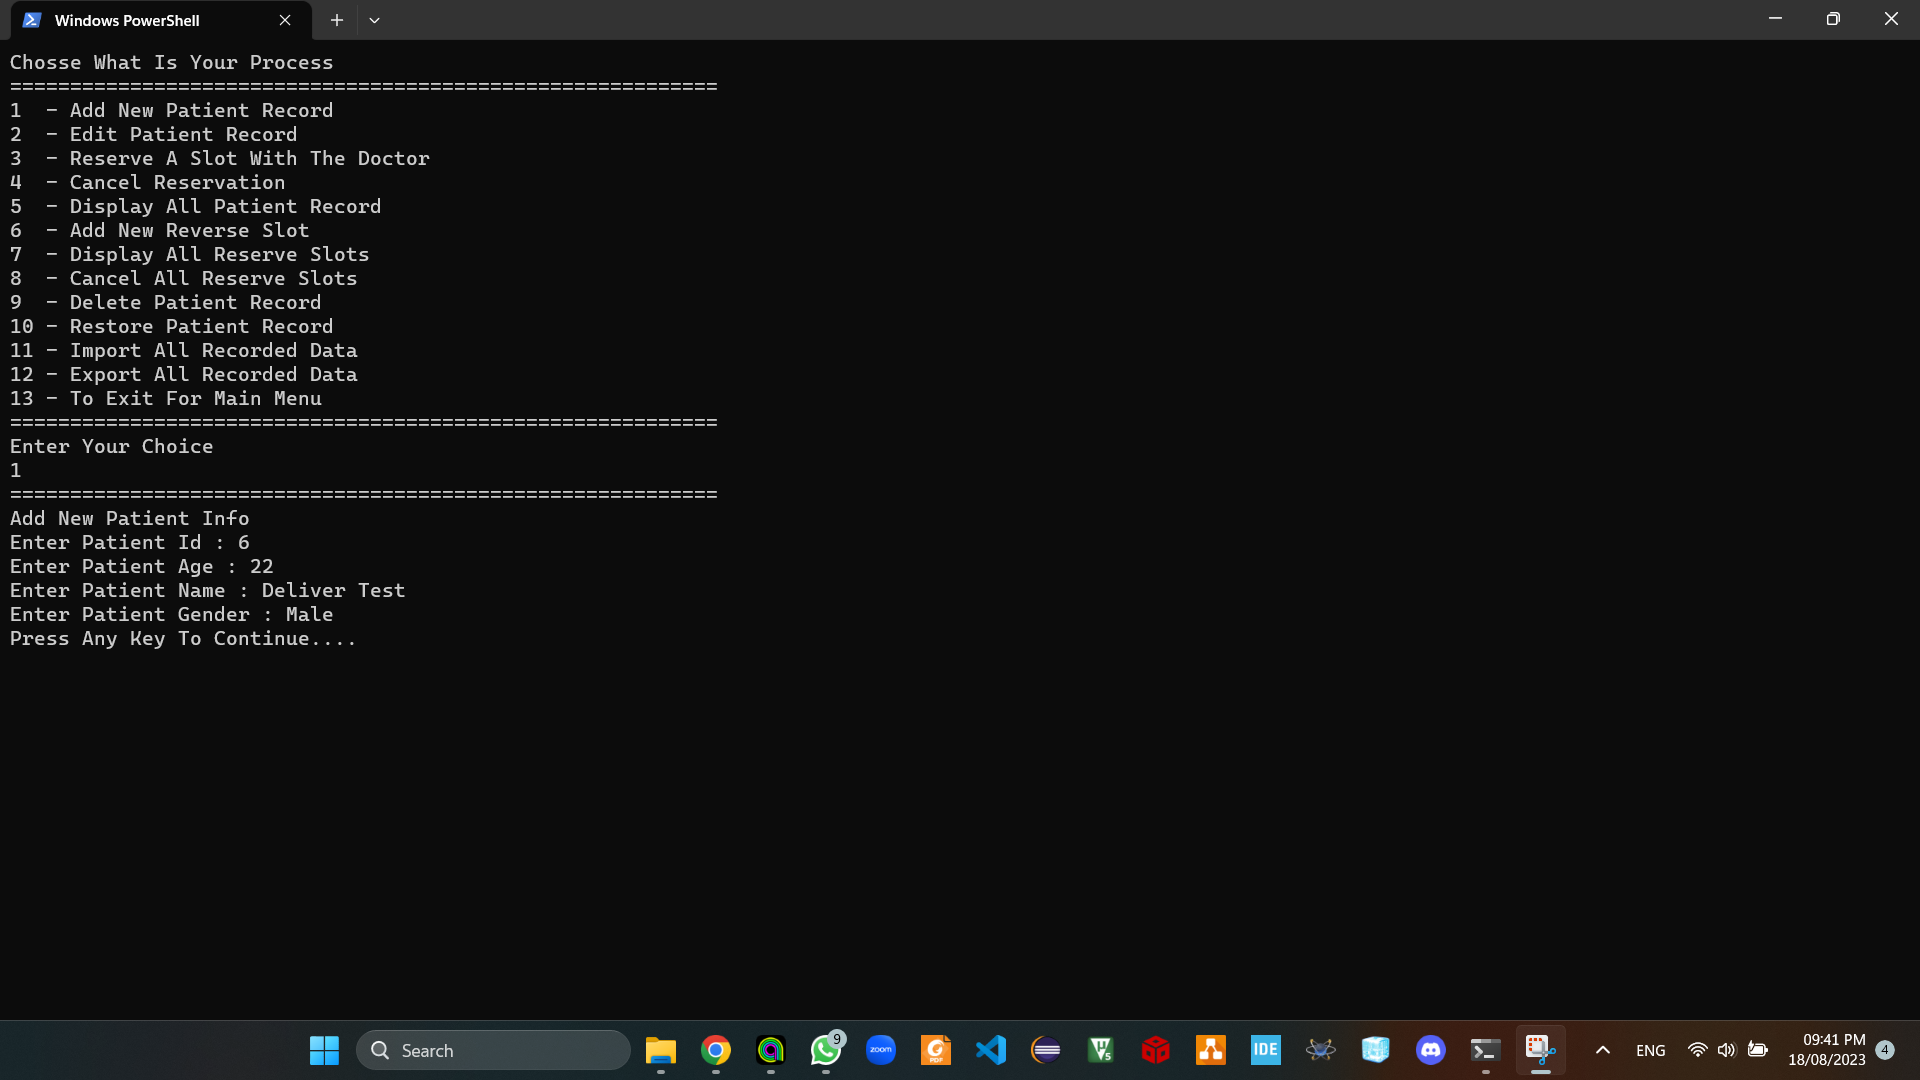 Windows PowerShell
Chosse What Is Your Process
===========================================================
1  - Add New Patient Record
2  - Edit Patient Record
3  - Reserve A Slot With The Doctor
4  - Cancel Reservation
5  - Display All Patient Record
6  - Add New Reverse Slot
7  - Display All Reserve Slots
8  - Cancel All Reserve Slots
9  - Delete Patient Record
10 - Restore Patient Record
11 - Import All Recorded Data
12 - Export All Recorded Data
13 - To Exit For Main Menu
===========================================================
Enter Your Choice
1
===========================================================
Add New Patient Info
Enter Patient Id : 6
Enter Patient Age : 22
Enter Patient Name : Deliver Test
Enter Patient Gender : Male
Press Any Key To Continue....
Search
9
zoom
PDF
5
IDE
ENG
09:41 PM
18/08/2023
4